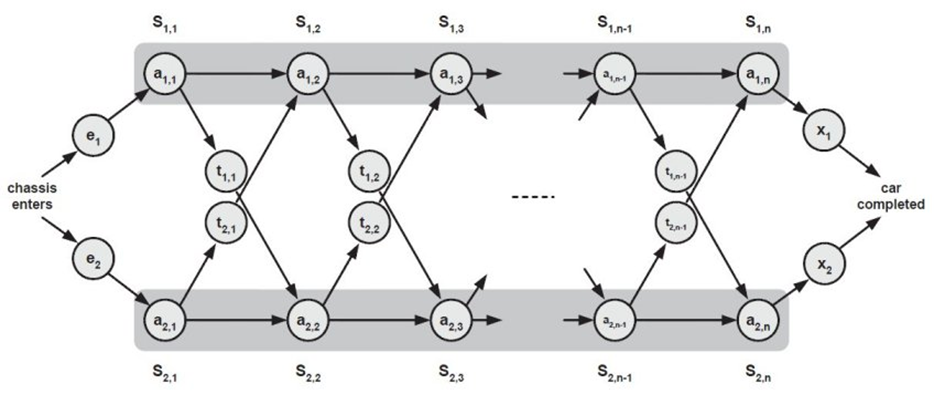 S1,1 S1,2 S1,3 S1,n-1 S1,n
a1,1 a1,2 a1,3 a1,n-1 a1,n
e1 x1
t1,1 t1,2 t1,n-1
chassis
enters
car
completed
t2,1 t2,2 t2,n-1
e2 x2
a2,1 a2,2 a2,3 a2,n-1 a2,n
S2,1 S2,2 S2,3 S2,n-1 S2,n